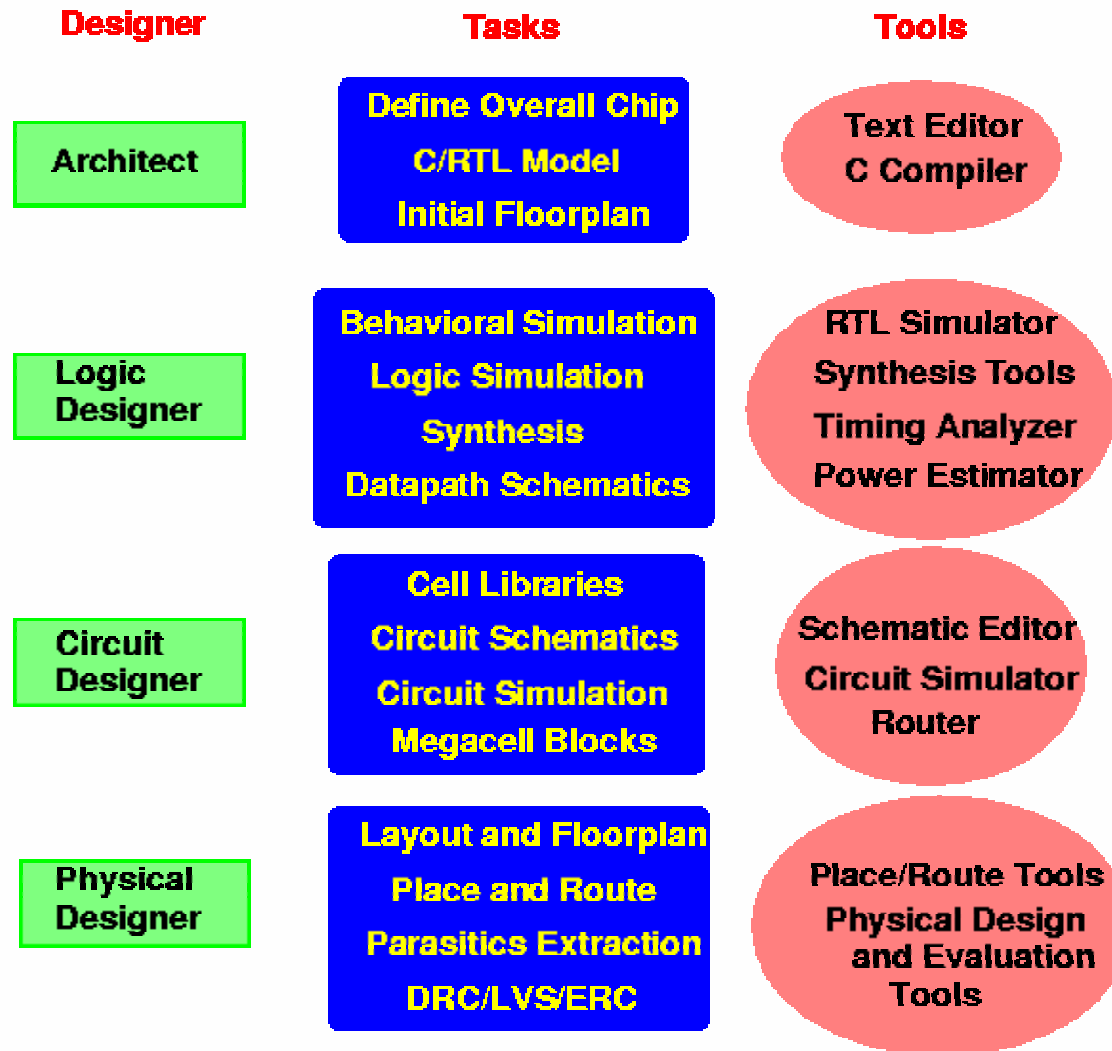 Designer
Tasks
Tools
Architect
Define Overall Chip
C/RTL Model
Initial Floorplan
Text Editor
C Compiler
Logic
Designer
Behavioral Simulation
Logic Simulation
Synthesis
Datapath Schematics
RTL Simulator
Synthesis Tools
Timing Analyzer
Power Estimator
Circuit
Designer
Cell Libraries
Circuit Schematics
Circuit Simulation
Megacell Blocks
Schematic Editor
Circuit Simulator
Router
Physical
Designer
Layout and Floorplan
Place and Route
Parasitics Extraction
DRC/LVS/ERC
Place/Route Tools
Physical Design
and Evaluation
Tools